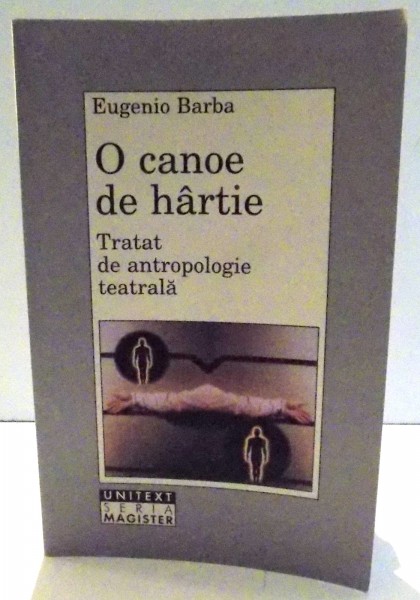 Eugenio Barba
O canoe
de hârtie
Tratat
de antropologie
teatrală
UNITEXT
SERIA
MAGISTER